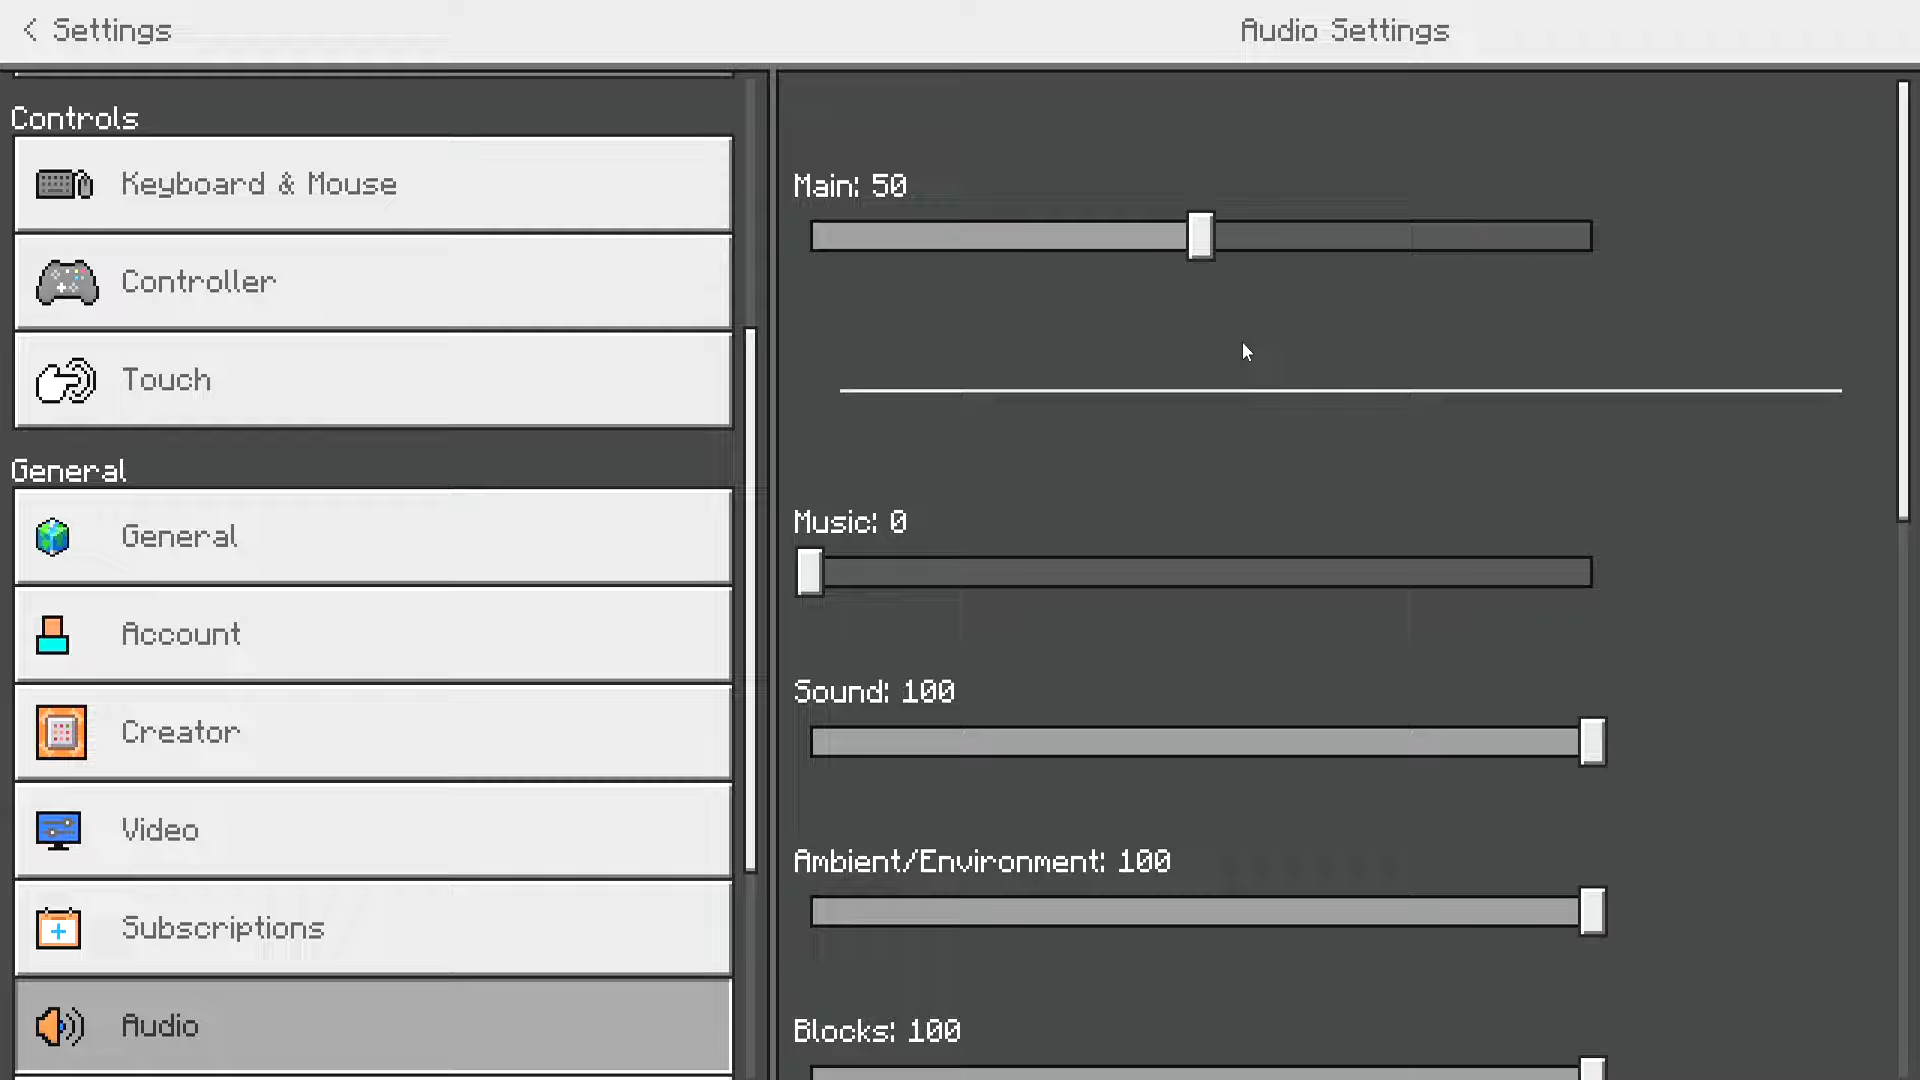 < Settings
Audio Settings
Controls
Keyboard & Mouse
Controller
Touch
General
General
Account
Creator
Video
Subscriptions
Audio
Main: 50
Music: 0
Sound: 100
Ambient/Environment: 100
Blocks: 100